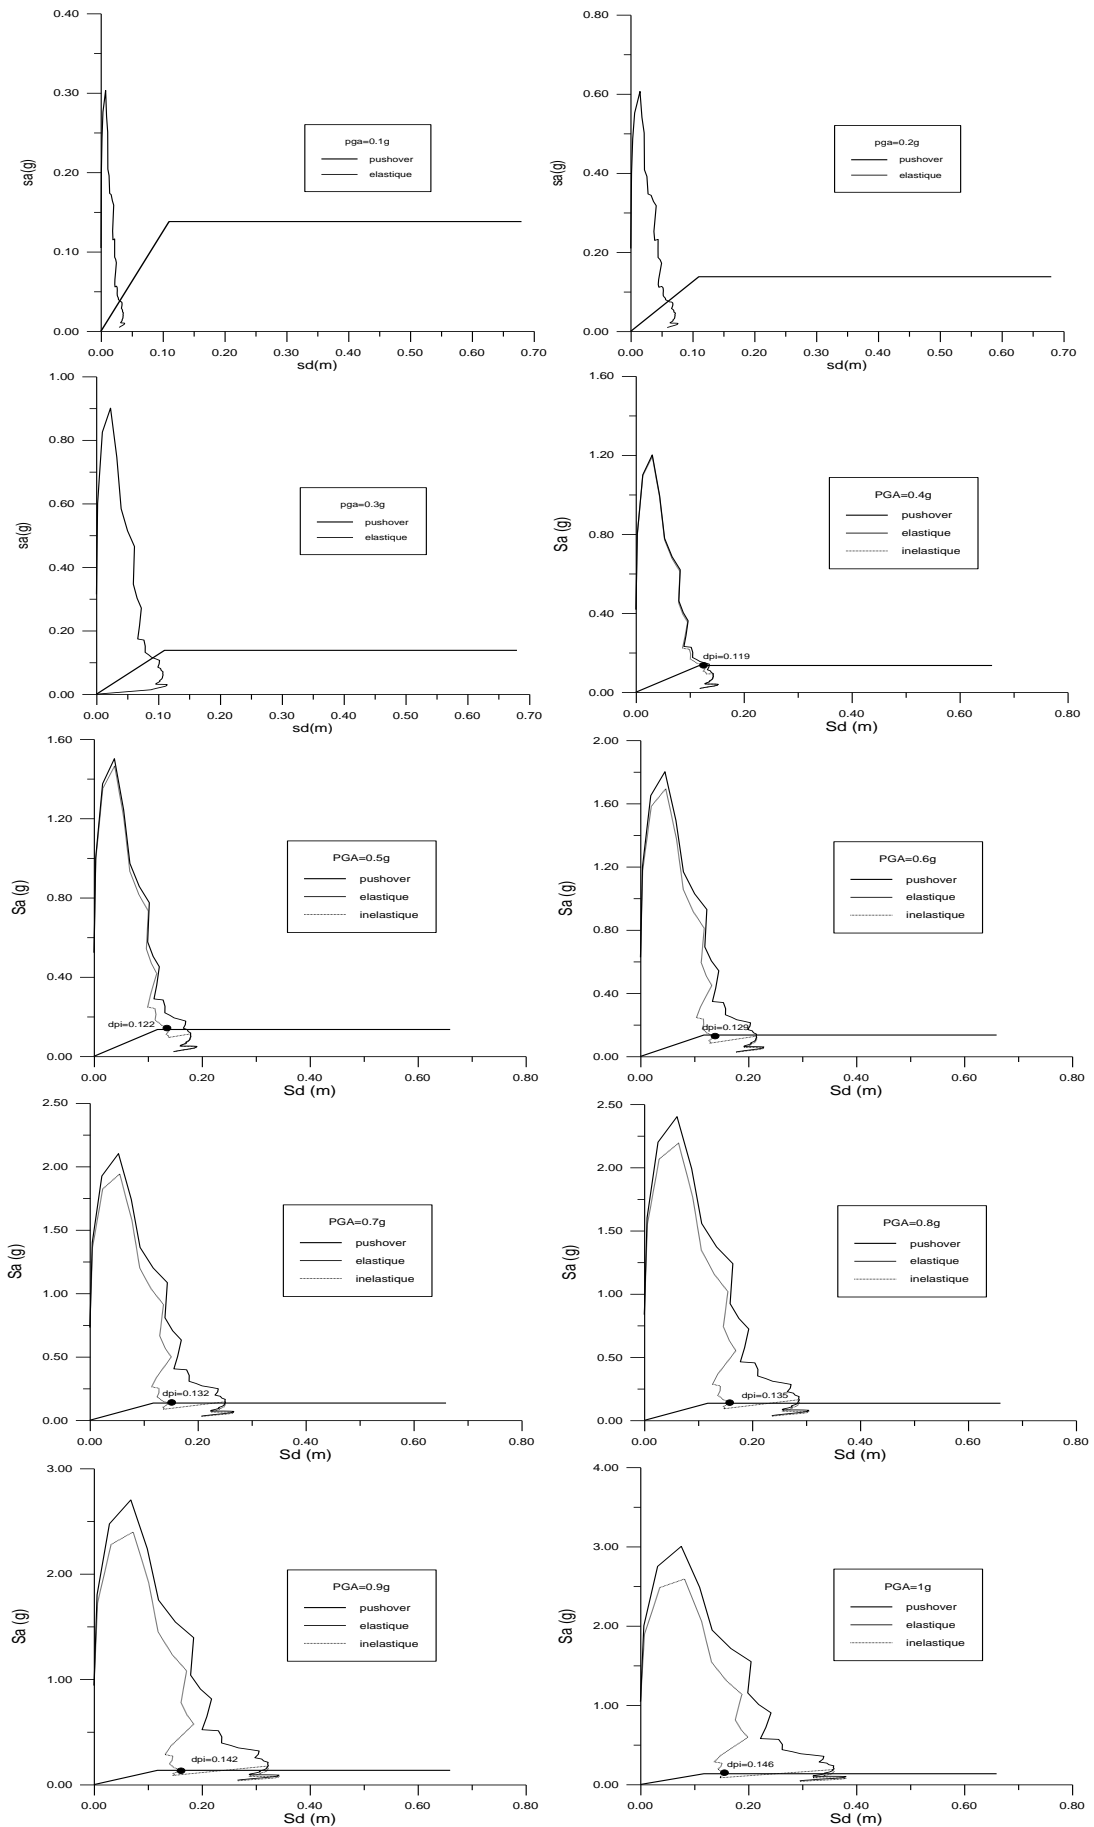 0.40
0.30
0.20
0.10
0.00
sa(g)
pga=0.1g
pushover
elastique
0.00 0.10 0.20 0.30 0.40 0.50 0.60 0.70
sd(m)
0.80
0.60
0.40
0.20
0.00
sa(g)
pga=0.2g
pushover
elastique
0.00 0.10 0.20 0.30 0.40 0.50 0.60 0.70
sd(m)
1.00
0.80
0.60
0.40
0.20
0.00
sa(g)
pga=0.3g
pushover
elastique
0.00 0.10 0.20 0.30 0.40 0.50 0.60 0.70
sd(m)
1.60
1.20
0.80
0.40
0.00
Sa (g)
PGA=0.4g
pushover
elastique
inelastique
dpi=0.119
0.00 0.20 0.40 0.60 0.80
Sd (m)
1.60
1.20
0.80
0.40
0.00
Sa (g)
PGA=0.5g
pushover
elastique
inelastique
dpi=0.122
0.00 0.20 0.40 0.60 0.80
Sd (m)
2.00
1.60
1.20
0.80
0.40
0.00
Sa (g)
PGA=0.6g
pushover
elastique
inelastique
dpi=0.129
0.00 0.20 0.40 0.60 0.80
Sd (m)
2.50
2.00
1.50
1.00
0.50
0.00
Sa (g)
PGA=0.7g
pushover
elastique
inelastique
dpi=0.132
0.00 0.20 0.40 0.60 0.80
Sd (m)
2.50
2.00
1.50
1.00
0.50
0.00
Sa (g)
PGA=0.8g
pushover
elastique
inelastique
dpi=0.135
0.00 0.20 0.40 0.60 0.80
Sd (m)
3.00
2.00
1.00
0.00
Sa (g)
PGA=0.9g
pushover
elastique
inelastique
dpi=0.142
0.00 0.20 0.40 0.60 0.80
Sd (m)
4.00
3.00
2.00
1.00
0.00
Sa (g)
PGA=1g
pushover
elastique
inelastique
dpi=0.146
0.00 0.20 0.40 0.60 0.80
Sd (m)